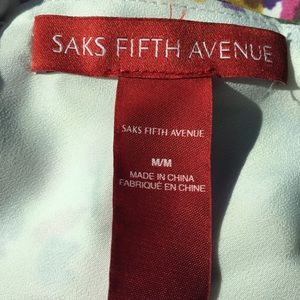 SAKS FIFTH AVENUE
SAKS FIFTH AVENUE
M/M
MADE IN CHINA
FABRIQUÉ EN CHINE